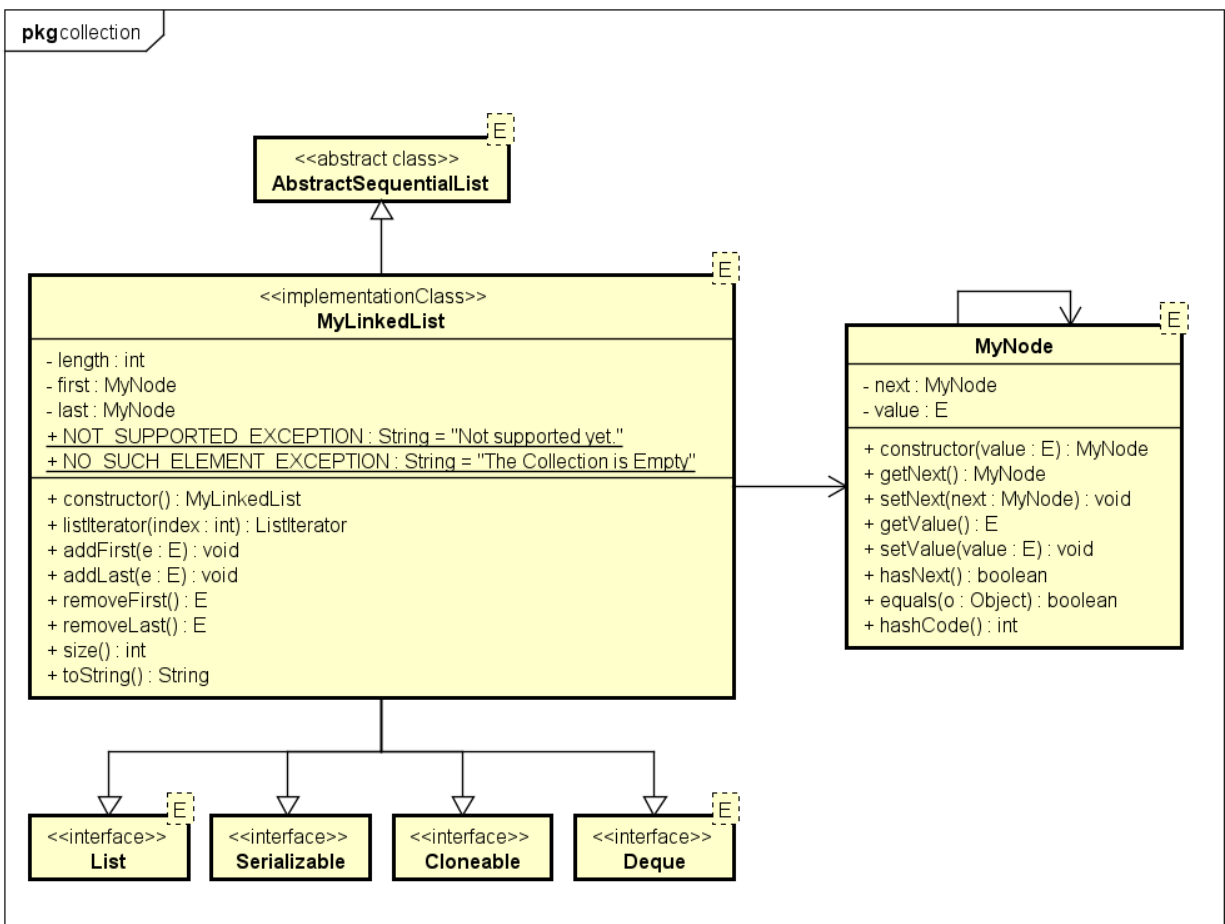 pkg collection
E
<<abstract class>>
AbstractSequentialList
E
<<implementationClass>>
MyLinkedList
- length : int
- first : MyNode
- last : MyNode
+ NOT_SUPPORTED_EXCEPTION : String = "Not supported yet."
+ NO_SUCH_ELEMENT_EXCEPTION : String = "The Collection is Empty"
+ constructor() : MyLinkedList
+ listIterator(index : int) : ListIterator
+ addFirst(e : E) : void
+ addLast(e : E) : void
+ removeFirst() : E
+ removeLast() : E
+ size() : int
+ toString() : String
E
MyNode
- next : MyNode
- value : E
+ constructor(value : E) : MyNode
+ getNext() : MyNode
+ setNext(next : MyNode) : void
+ getValue() : E
+ setValue(value : E) : void
+ hasNext() : boolean
+ equals(o : Object) : boolean
+ hashCode() : int
E
<<interface>>
List
<<interface>>
Serializable
<<interface>>
Cloneable
E
<<interface>>
Deque